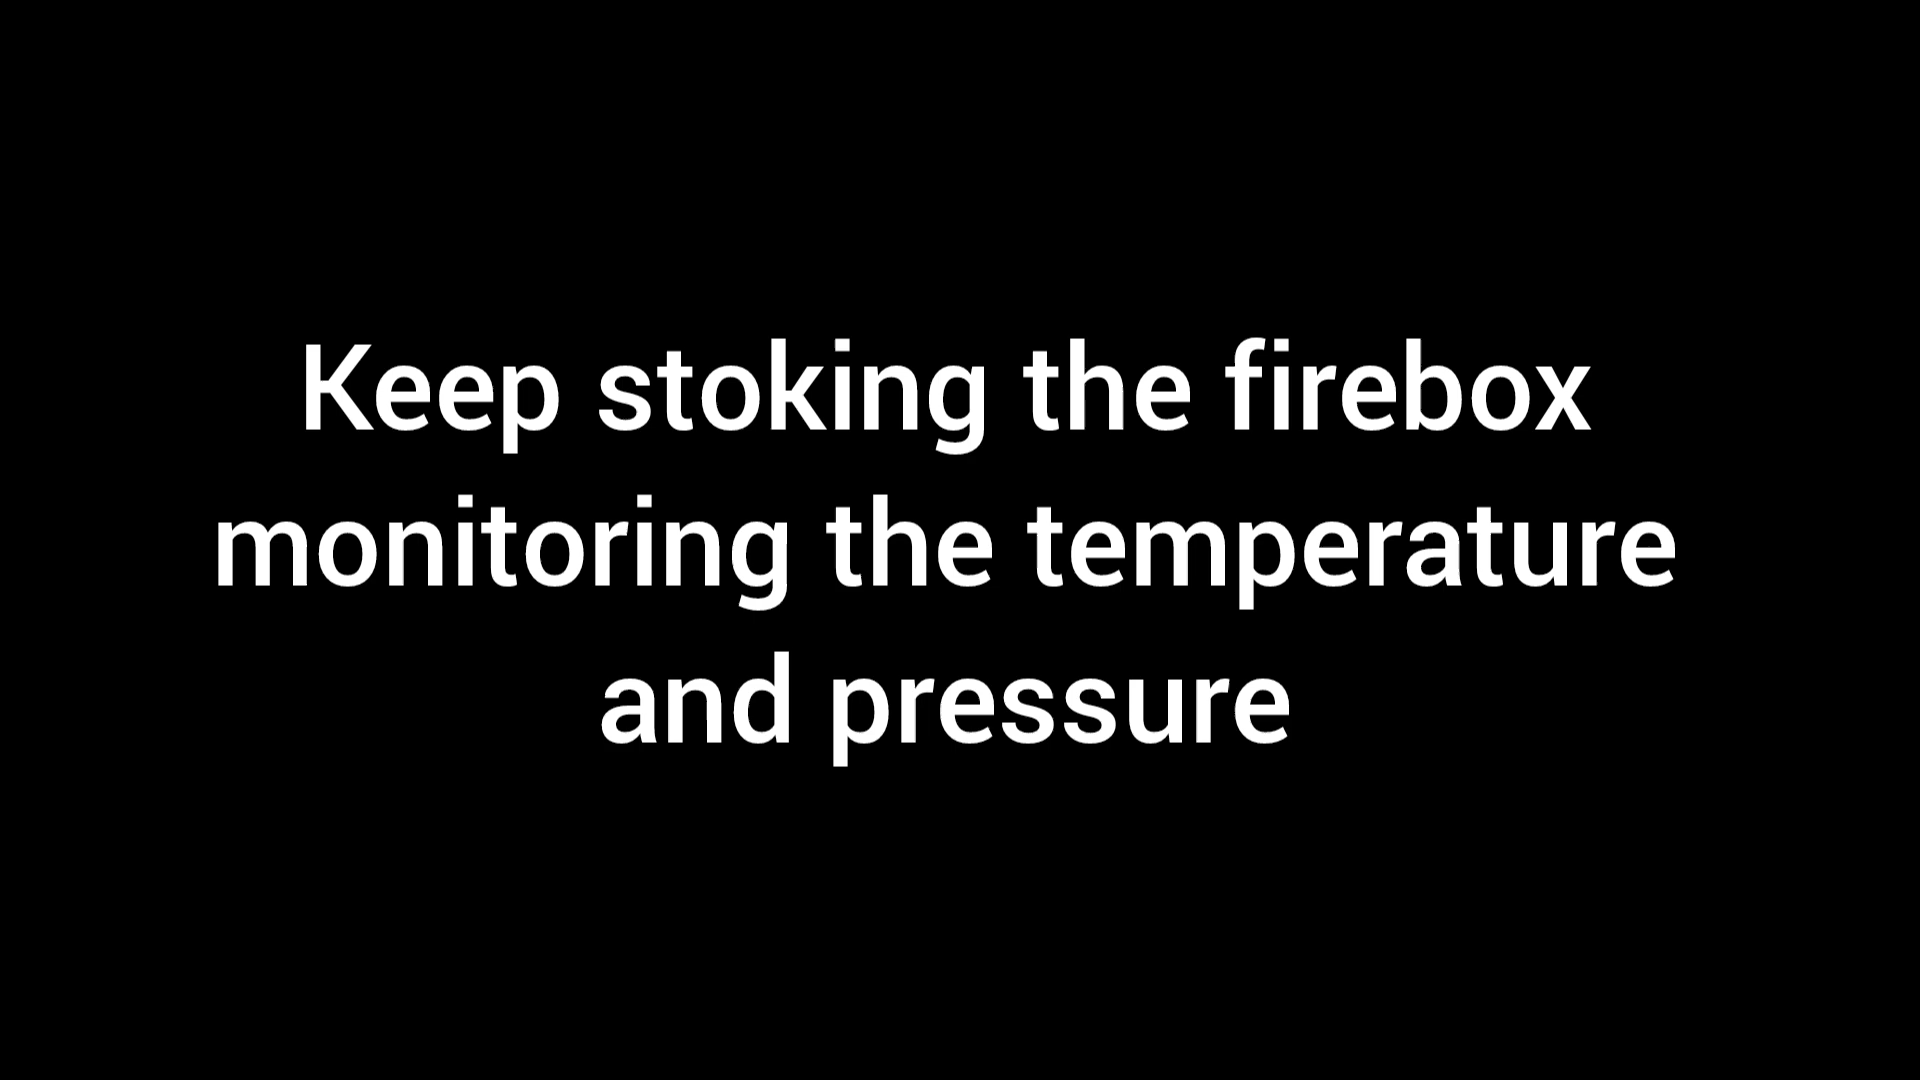 Keep stoking the firebox
monitoring the temperature
and pressure